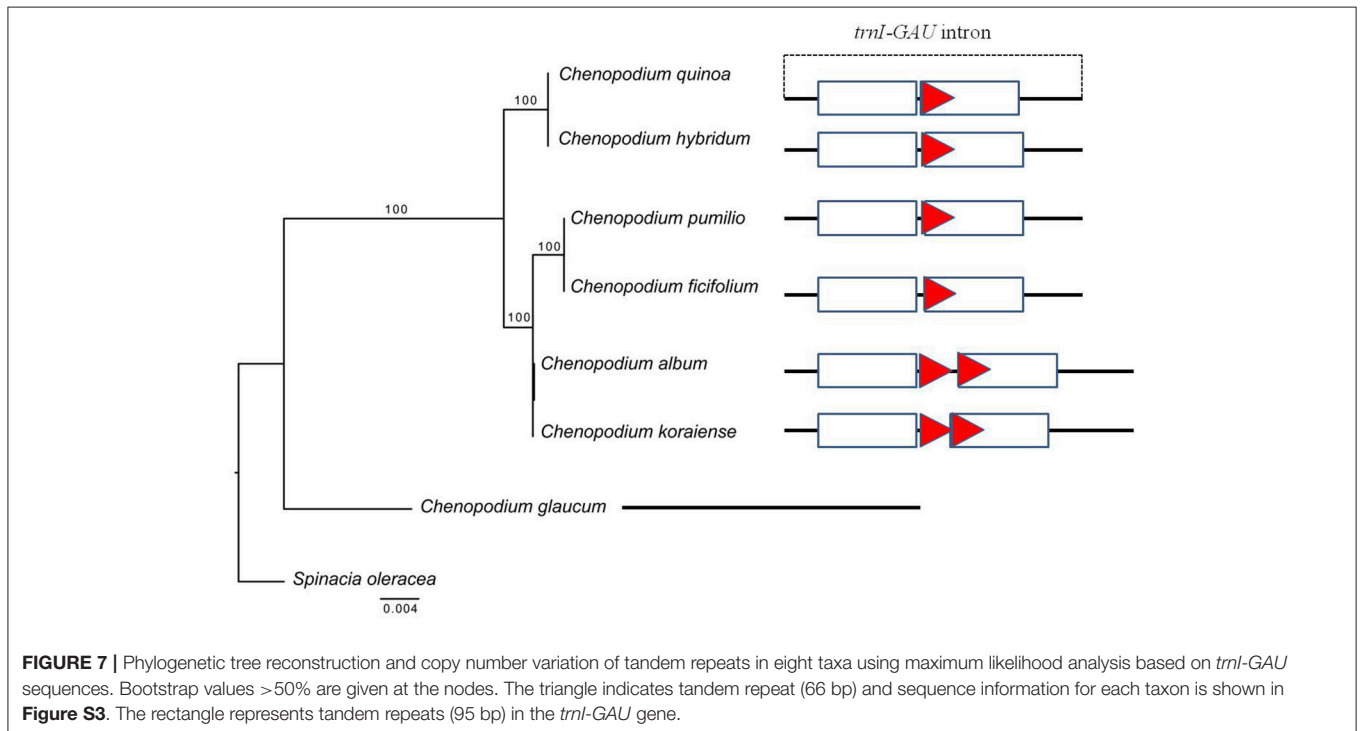 trnI-GAU intron
Chenopodium quinoa
100
Chenopodium hybridum
100
Chenopodium pumilio
100
Chenopodium ficifolium
100
Chenopodium album
Chenopodium koraiense
Chenopodium glaucum
Spinacia oleracea
0.004
FIGURE 7 | Phylogenetic tree reconstruction and copy number variation of tandem repeats in eight taxa using maximum likelihood analysis based on trnI-GAU
sequences. Bootstrap values >50% are given at the nodes. The triangle indicates tandem repeat (66 bp) and sequence information for each taxon is shown in
Figure S3. The rectangle represents tandem repeats (95 bp) in the trnI-GAU gene.